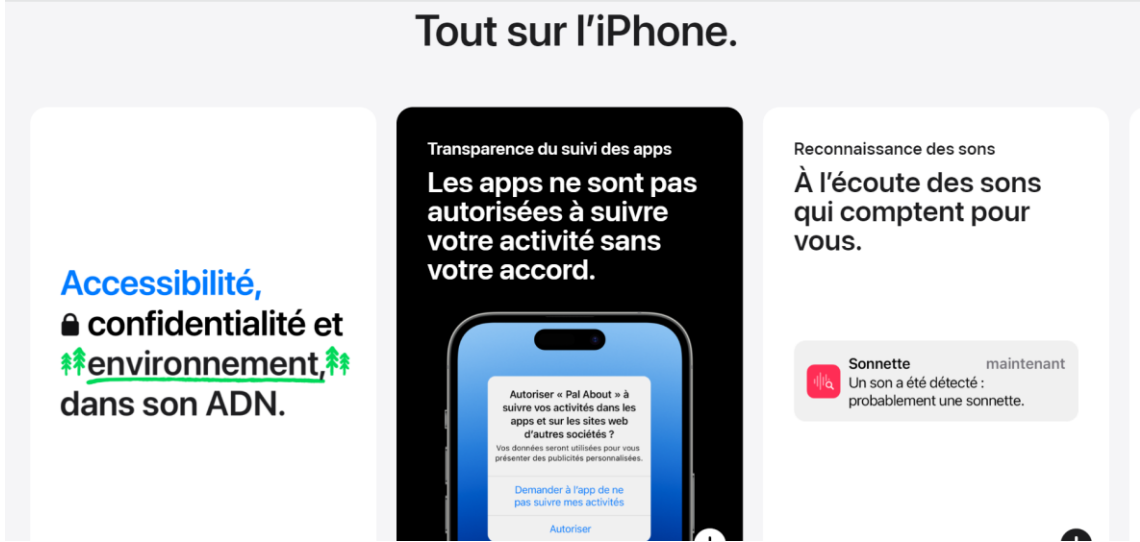 Tout sur l’iPhone.
Accessibilité,
confidentialité et
environnement,
dans son ADN.
Transparence du suivi des apps
Les apps ne sont pas
autorisées à suivre
votre activité sans
votre accord.
Autoriser « Pal About » à
suivre vos activités dans les
apps et sur les sites web
d’autres sociétés ?
Vos données seront utilisées pour vous
présenter des publicités personnalisées.
Demander à l’app de ne
pas suivre mes activités
Autoriser
Reconnaissance des sons
À l’écoute des sons
qui comptent pour
vous.
Sonnette maintenant
Un son a été détecté :
probablement une sonnette.